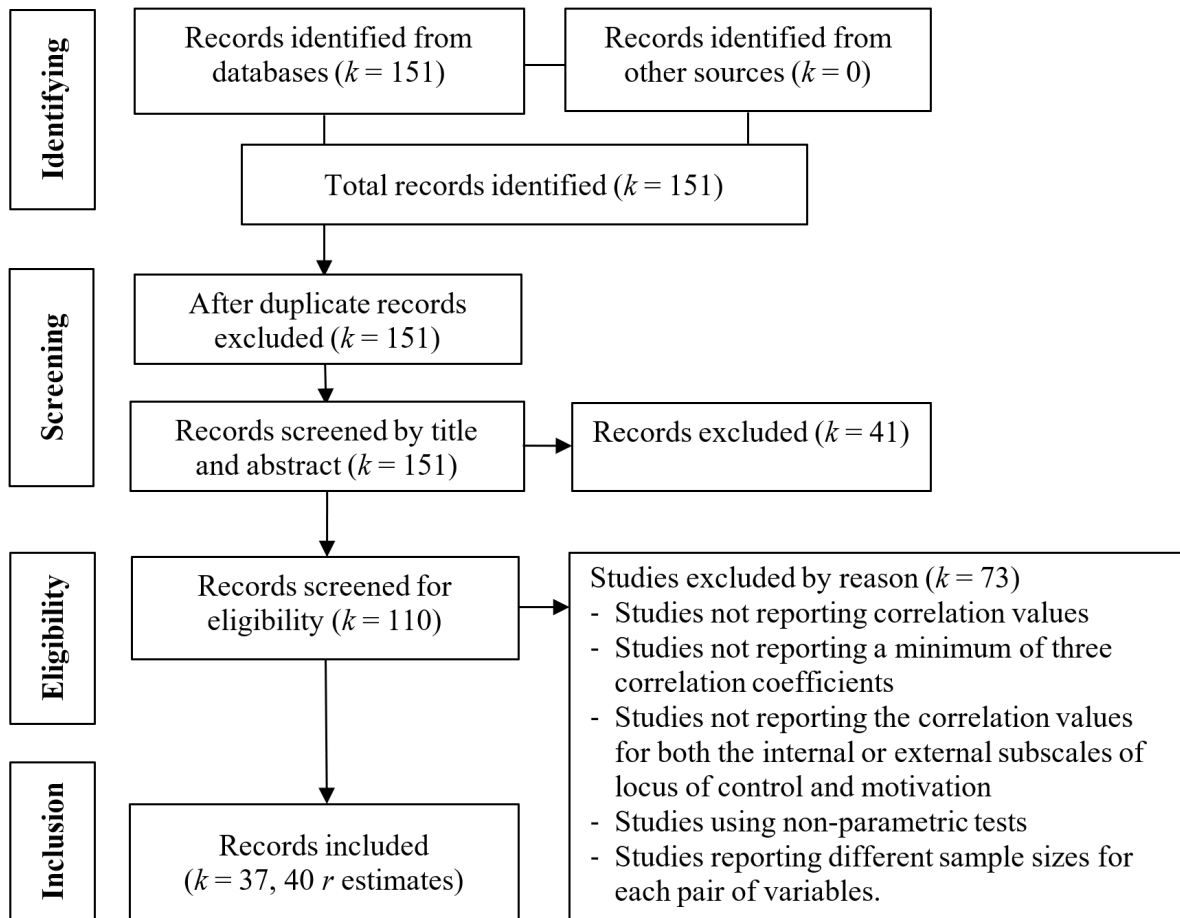 Identifying
Records identified from
databases (k = 151)
Records identified from
other sources (k = 0)
Total records identified (k = 151)
Screening
After duplicate records
excluded (k = 151)
Records screened by title
and abstract (k = 151)
Records excluded (k = 41)
Eligibility
Records screened for
eligibility (k = 110)
Studies excluded by reason (k = 73)
- Studies not reporting correlation values
- Studies not reporting a minimum of three
correlation coefficients
- Studies not reporting the correlation values
for both the internal or external subscales of
locus of control and motivation
- Studies using non-parametric tests
- Studies reporting different sample sizes for
each pair of variables.
Inclusion
Records included
(k = 37, 40 r estimates)